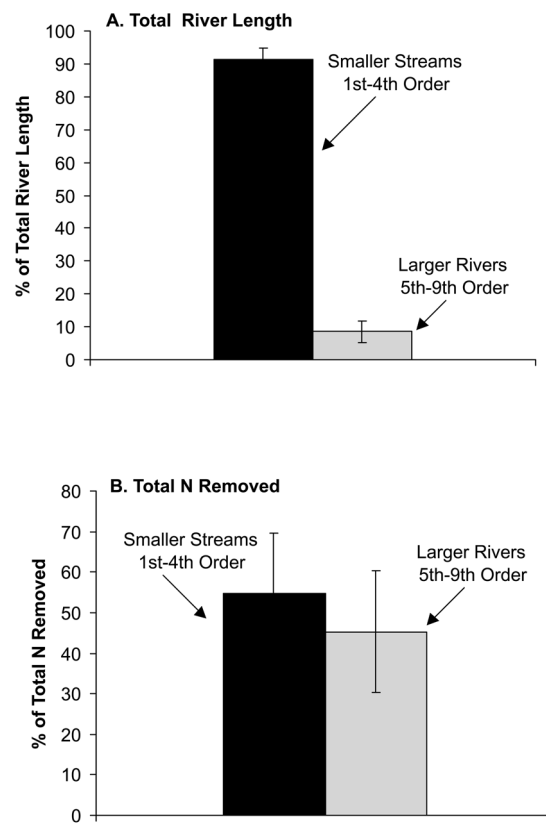 A. Total River Length
% of Total River Length
100
90
80
70
60
50
40
30
20
10
0
Smaller Streams
1st-4th Order
Larger Rivers
5th-9th Order
B. Total N Removed
% of Total N Removed
80
70
60
50
40
30
20
10
0
Smaller Streams
1st-4th Order
Larger Rivers
5th-9th Order